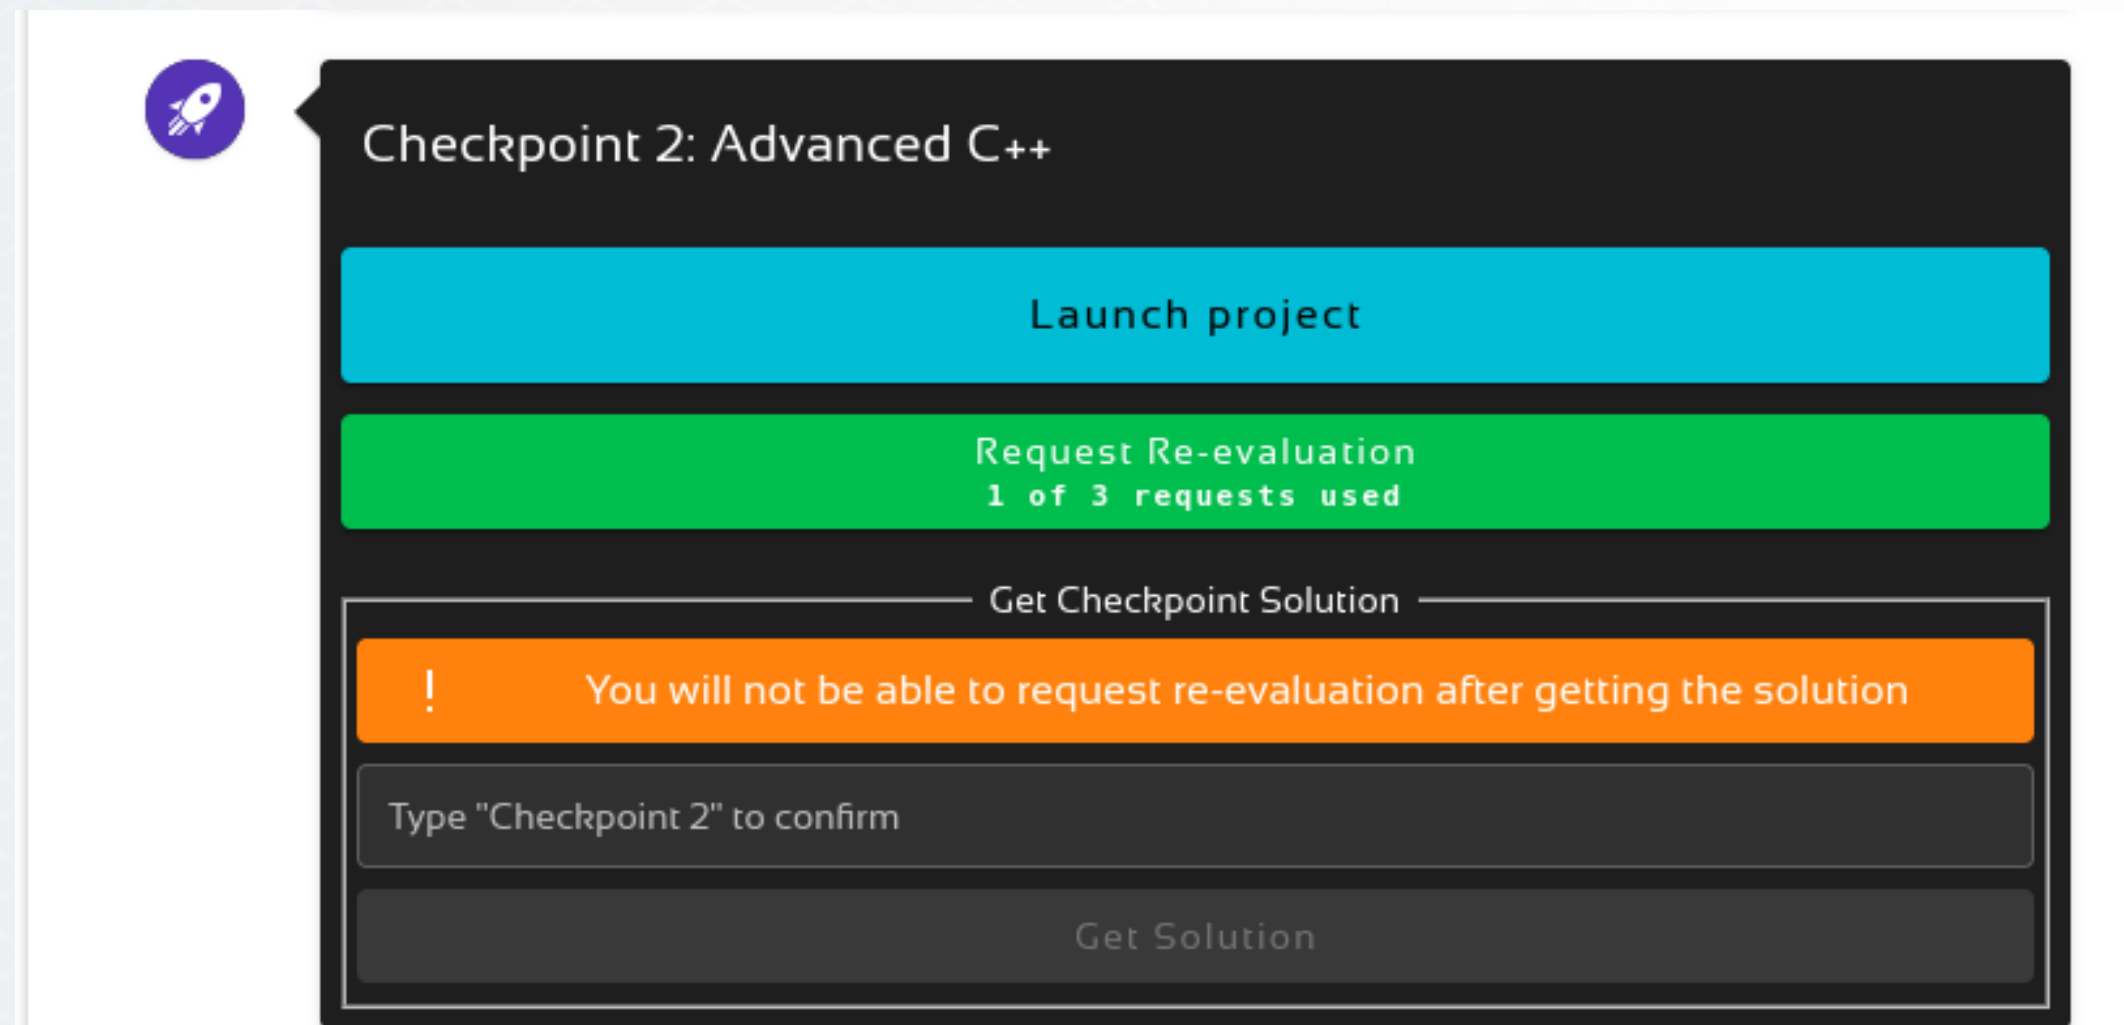 Checkpoint 2: Advanced C++
Launch project
Request Re-evaluation
1 of 3 requests used
Get Checkpoint Solution
! You will not be able to request re-evaluation after getting the solution
Type "Checkpoint 2" to confirm
Get Solution